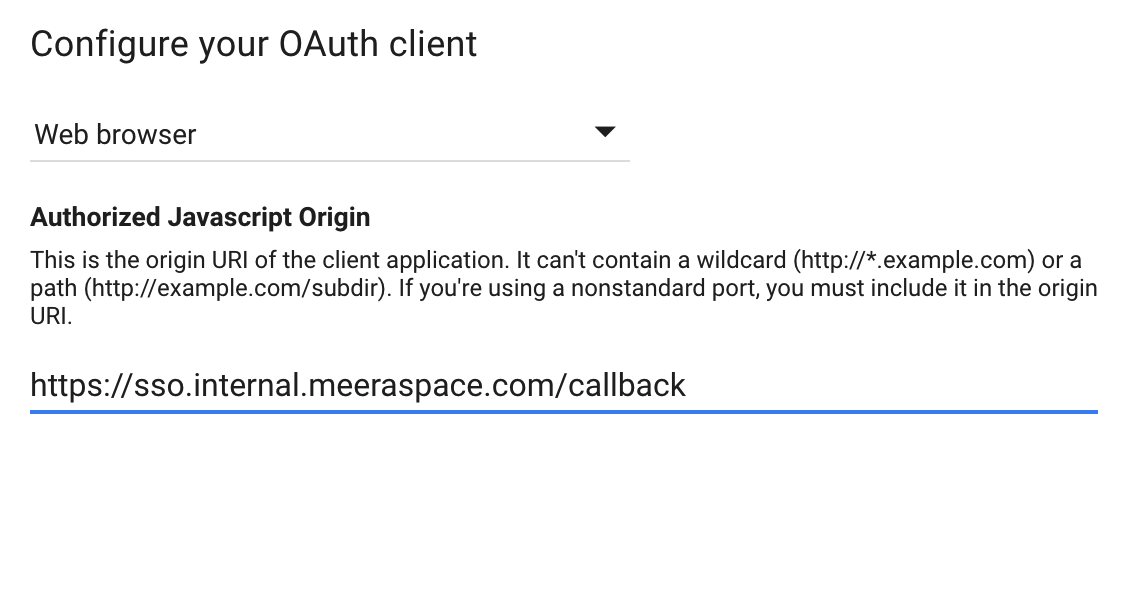 Configure your OAuth client
Web browser
Authorized Javascript Origin
This is the origin URI of the client application. It can't contain a wildcard (http://*.example.com) or a
path (http://example.com/subdir). If you're using a nonstandard port, you must include it in the origin
URI.
https://sso.internal.meeraspace.com/callback